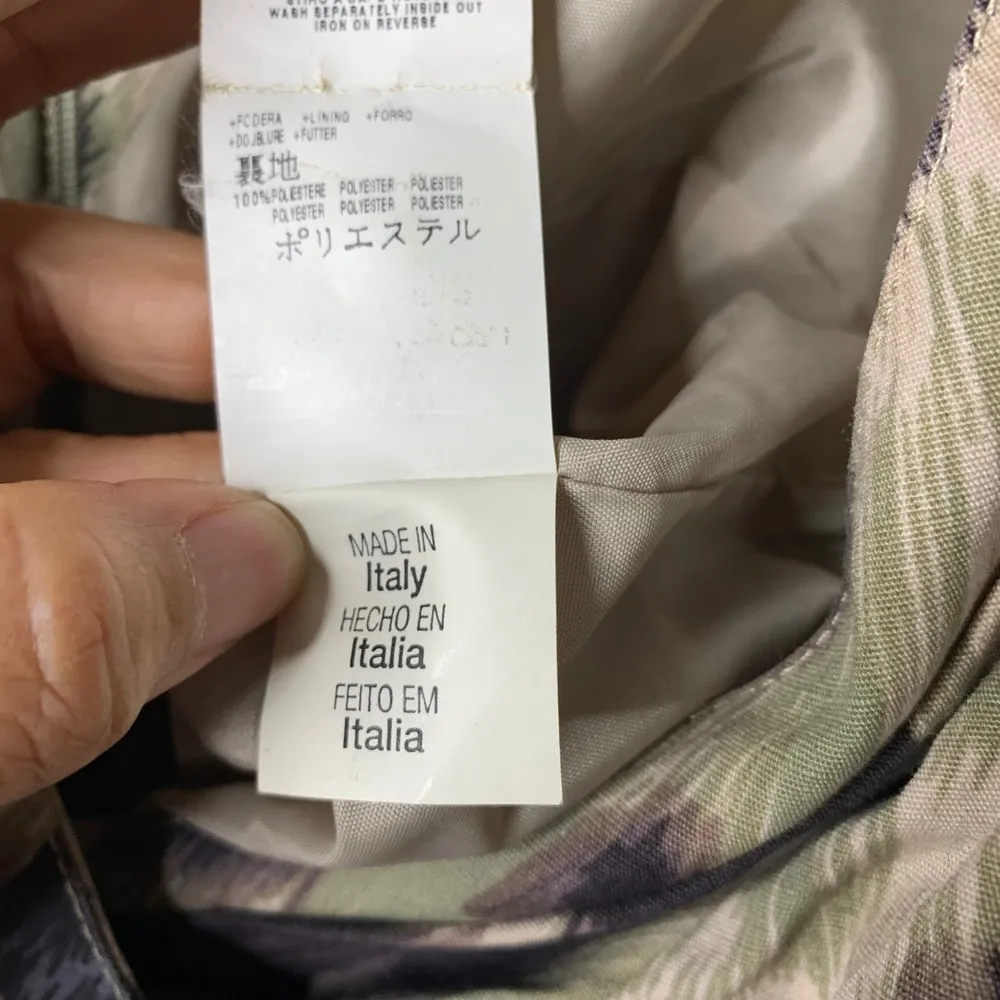 WASH SEPARATELY INSIDE OUT
IRON ON REVERSE
+FODERA +LINING +FORRO
+DOUBLURE +FUTTER
裏地
100%POLIESTERE POLYESTER POLIESTER
POLYESTER POLYESTER POLIESTER
ポリエステル
MADE IN
Italy
HECHO EN
Italia
FEITO EM
Italia